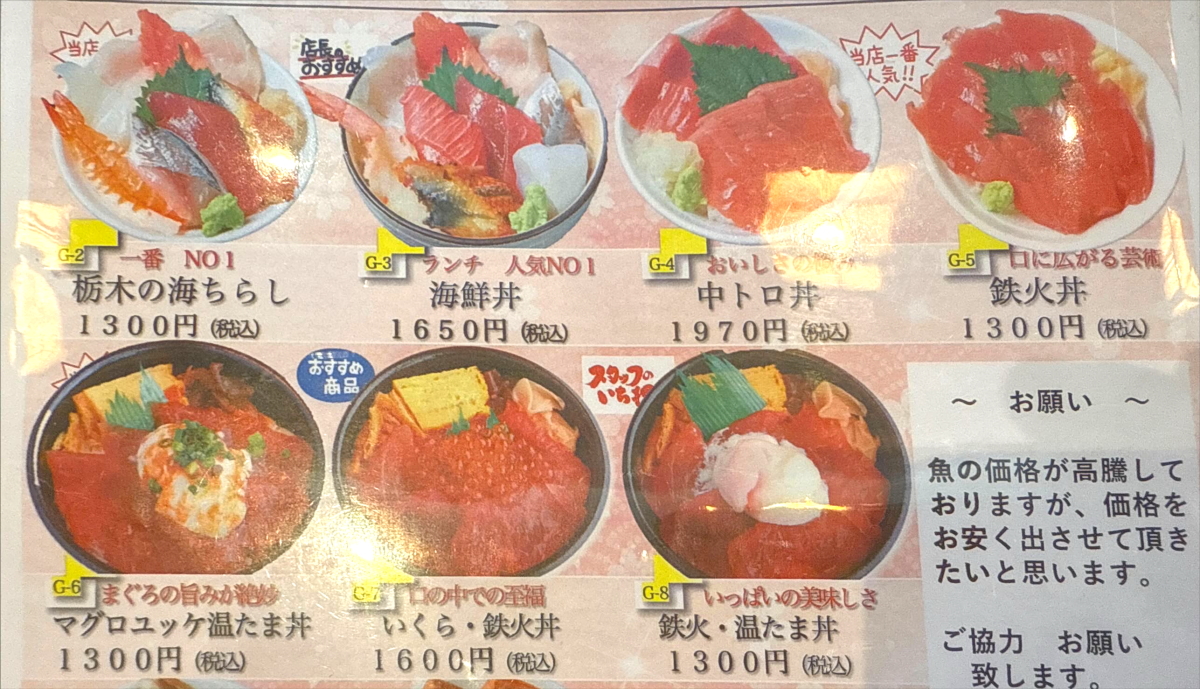 当店
店長の
おすすめ
当店一番
人気!!
G-2
一番 NO1
栃木の海ちらし
1300円 (税込)
G-3
ランチ 人気NO1
海鮮丼
1650円 (税込)
G-4
おいしさの
中トロ丼
1970円 (税込)
G-5
口に広がる芸術
鉄火丼
1300円 (税込)
おすすめ
商品
スタッフの
いち
G-6
まぐろの旨みが絶妙
マグロユッケ温たま丼
1300円 (税込)
G-7
口の中での至福
いくら・鉄火丼
1600円 (税込)
G-8
いっぱいの美味しさ
鉄火・温たま丼
1300円 (税込)
～ お願い ～
魚の価格が高騰して
おりますが、価格を
お安く出させて頂き
たいと思います。
ご協力 お願い
致します。